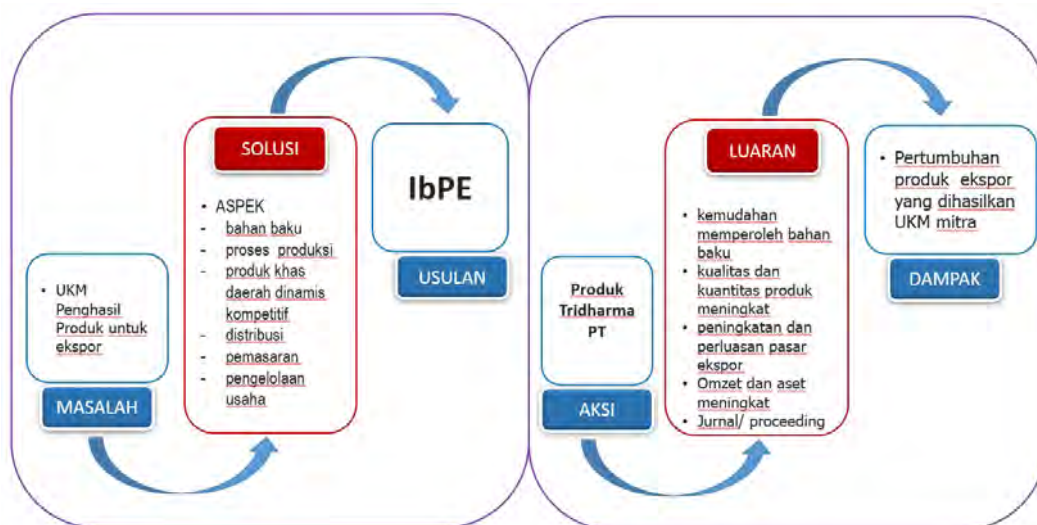 • UKM
Penghasil
Produk untuk
ekspor
MASALAH
SOLUSI
• ASPEK
- bahan baku
- proses produksi
- produk khas
daerah dinamis
kompetitif
- distribusi
- pemasaran
- pengelolaan
usaha
IbPE
USULAN
Produk
Tridharma
PT
AKSI
LUARAN
• kemudahan
memperoleh bahan
baku
• kualitas dan
kuantitas produk
meningkat
• peningkatan dan
perluasan pasar
ekspor
• Omzet dan aset
meningkat
• Jurnal/ proceeding
• Pertumbuhan
produk ekspor
yang dihasilkan
UKM mitra
DAMPAK